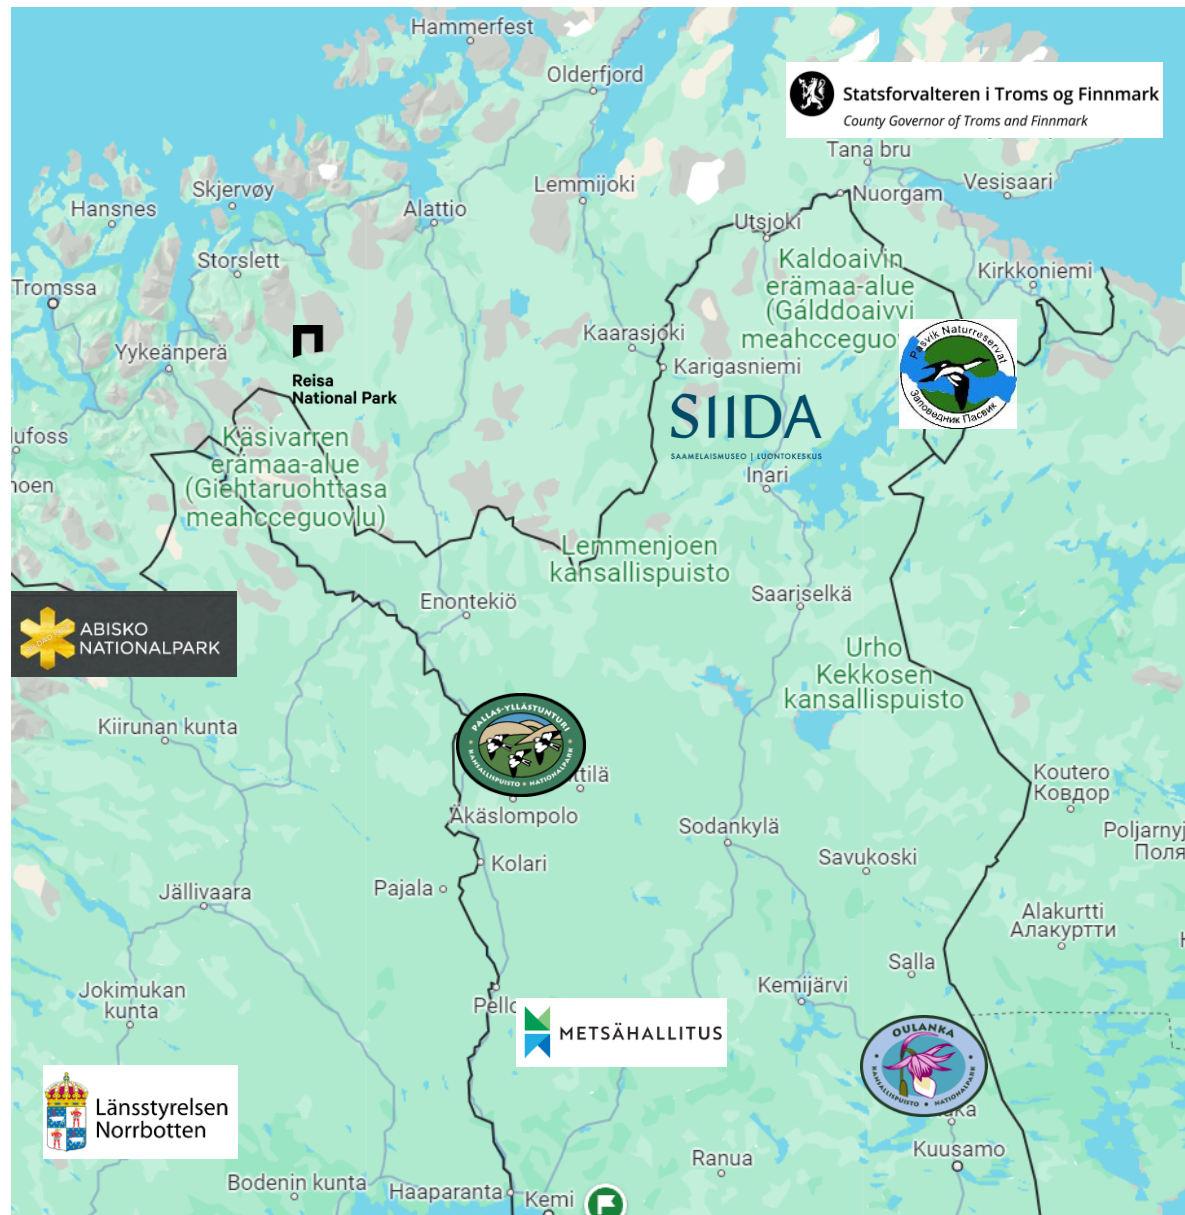 Hammerfest
Olderfjord
Statsforvalteren i Troms og Finnmark
County Governor of Troms and Finnmark
Tana bru
Skjervøy
Lemmijoki
Nuorgam
Vesisaari
Hansnes
Alattio
Utsjoki
Storslett
Kaldoaivin
erämaa-alue
(Gálddoaivvi
meahcceguov
Kirkkoniemi
Tromssa
Kaarasjoki
Pasvik Naturreservat
Заповедник Пасвик
Yykeänperä
Karigasniemi
Reisa
National Park
SIIDA
SAAMELAISMUSEO | LUONTOKESKUS
Inari
lufoss
Käsivarren
erämaa-alue
(Giehtaruohttasa
meahcceguovlu)
noen
Lemmenjoen
kansallispuisto
Enontekiö
Saariselkä
ABISKO
NATIONALPARK
Urho
Kekkosen
kansallispuisto
Kiirunan kunta
PALLAS-YLLÄSTUNTURI
KANSALLISPUISTO • NATIONALPARK
ttilä
Äkäslompolo
Koutero
Ковдор
Sodankylä
Poljarnyj
Поля
Kolari
Savukoski
Pajala
Jällivaara
Alakurtti
Алакуртти
Salla
Jokimukan
kunta
Kemijärvi
Pello
METSÄHALLITUS
OULANKA
KANSALLISPUISTO • NATIONALPARK
uka
Länsstyrelsen
Norrbotten
Kuusamo
Ranua
Bodenin kunta
Haaparanta
Kemi